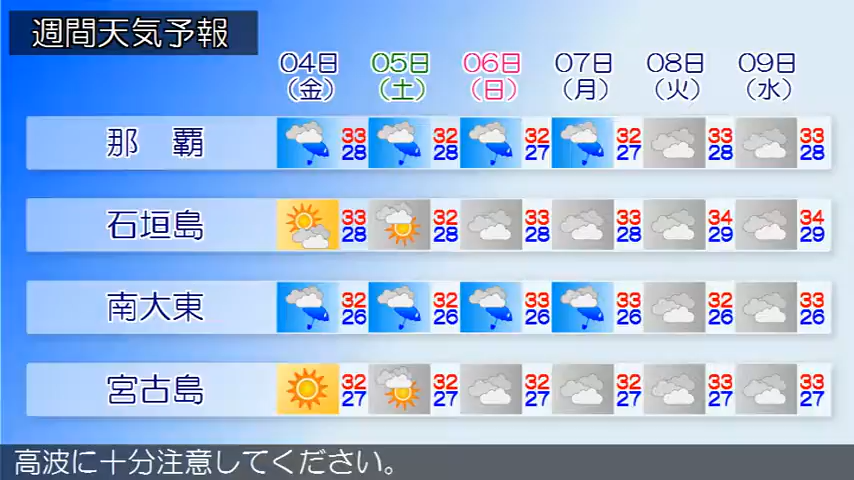 週間天気予報
04日 05日 06日 07日 08日 09日
（金） （土） （日） （月） （火） （水）
那　覇 33 28 32 28 32 27 32 27 33 28 33 28
石垣島 33 28 32 28 33 28 33 28 34 29 34 29
南大東 32 26 32 26 33 26 33 26 32 26 33 26
宮古島 32 27 32 27 32 27 32 27 33 27 33 27
高波に十分注意してください。